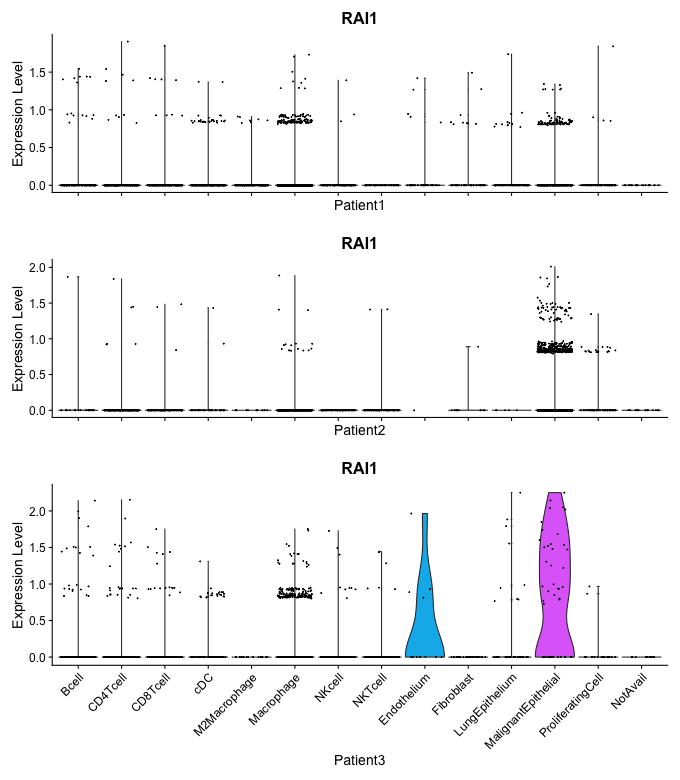 RAI1
Expression Level
1.5
1.0
0.5
0.0
Patient1
RAI1
Expression Level
2.0
1.5
1.0
0.5
0.0
Patient2
RAI1
Expression Level
2.0
1.5
1.0
0.5
0.0
Bcell
CD4Tcell
CD8Tcell
cDC
M2Macrophage
Macrophage
NKcell
NKTcell
Endothelium
Fibroblast
LungEpithelium
MalignantEpithelial
ProliferatingCell
NotAvail
Patient3